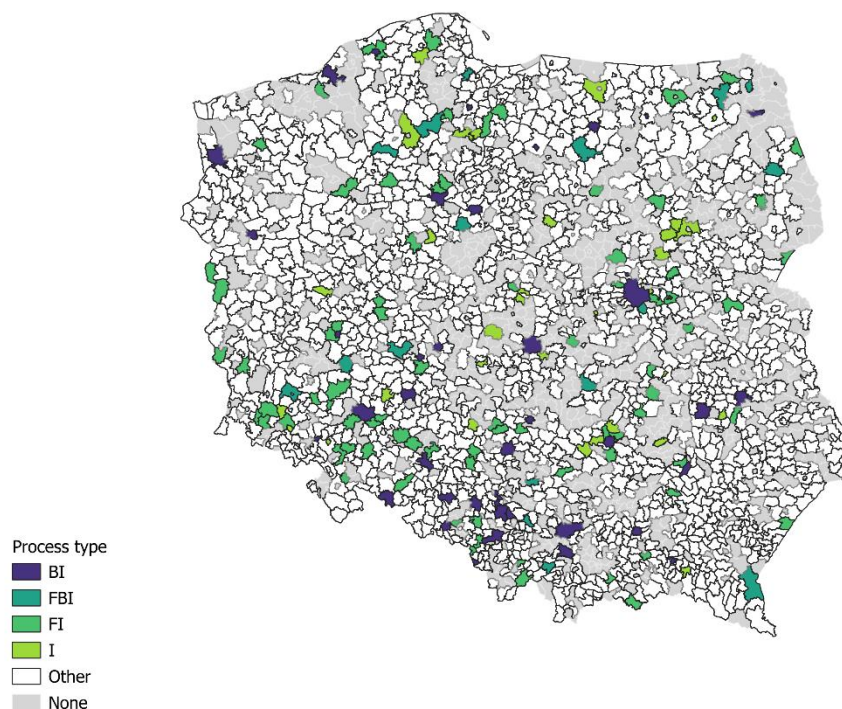 Process type
BI
FBI
FI
I
Other
None